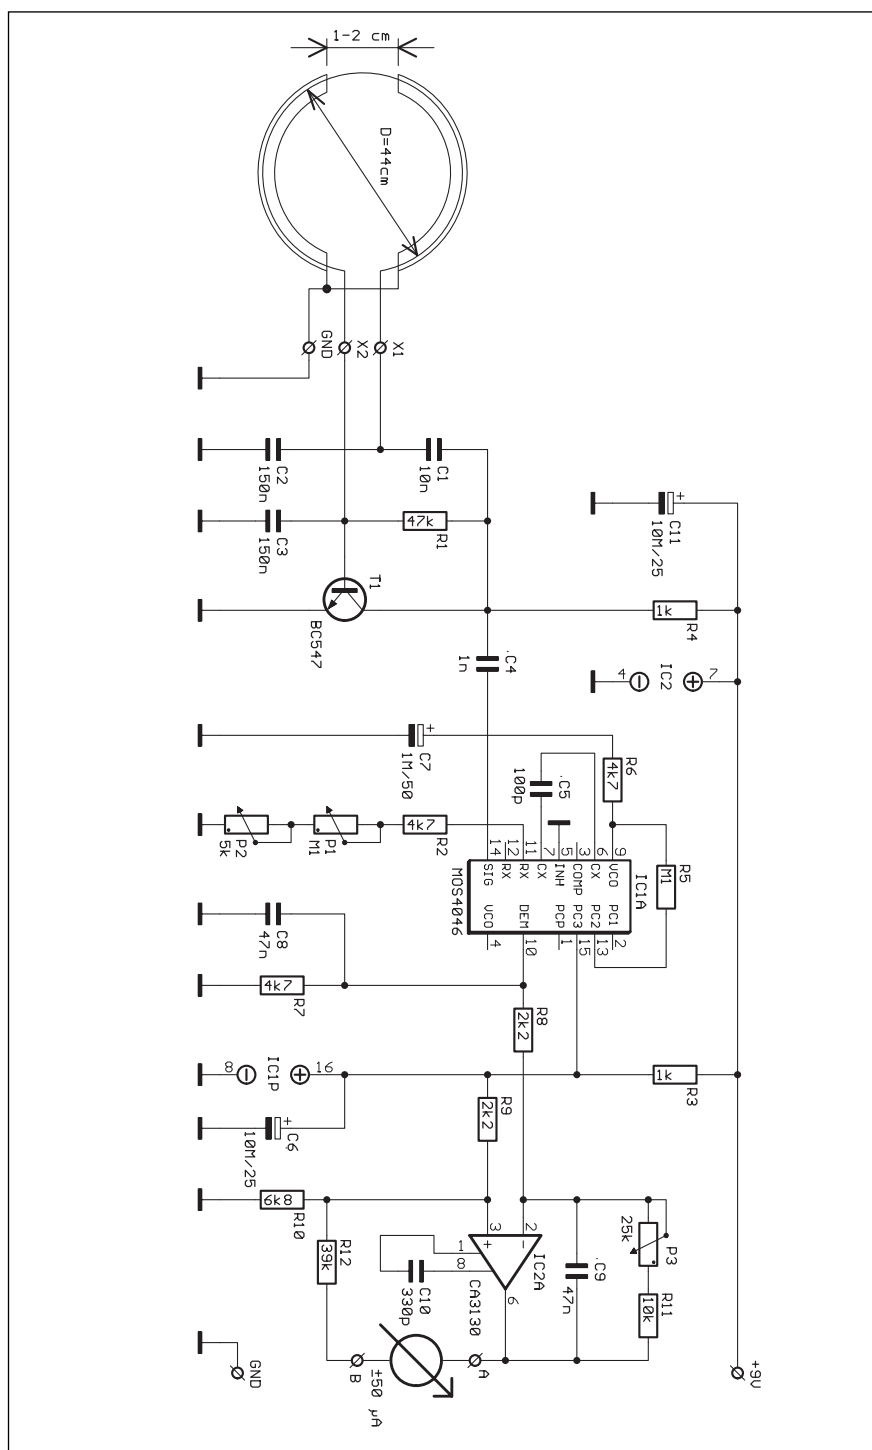 1-2 cm
D=44cm
X1
X2
GND
C1
10n
C2
150n
C3
150n
47k
R1
T1
BC547
+
C11
10M/25
1k
R4
.C4
1n
IC2
7
4
C7
+
1M/50
R6
4k7
.C5
100p
R5
M1
R2
4k7
P1
M1
P2
5k
IC1A
MOS4046
9 VCO
6 CX
3 COMP
5 INH
7 CX
11 RX
12 RX
14 SIG
PC1 2
PC2 13
PC3 15
PCP 1
DEM 10
VCO 4
C8
47n
R7
4k7
R8
2k2
IC1P
16
8
1k
R3
C6
+
10M/25
R9
2k2
R10
6k8
R12
39k
IC2A
CA3130
2
3
1
8
6
C10
330p
.C9
47n
P3
25k
R11
10k
A
B
±50 µA
GND
+9V